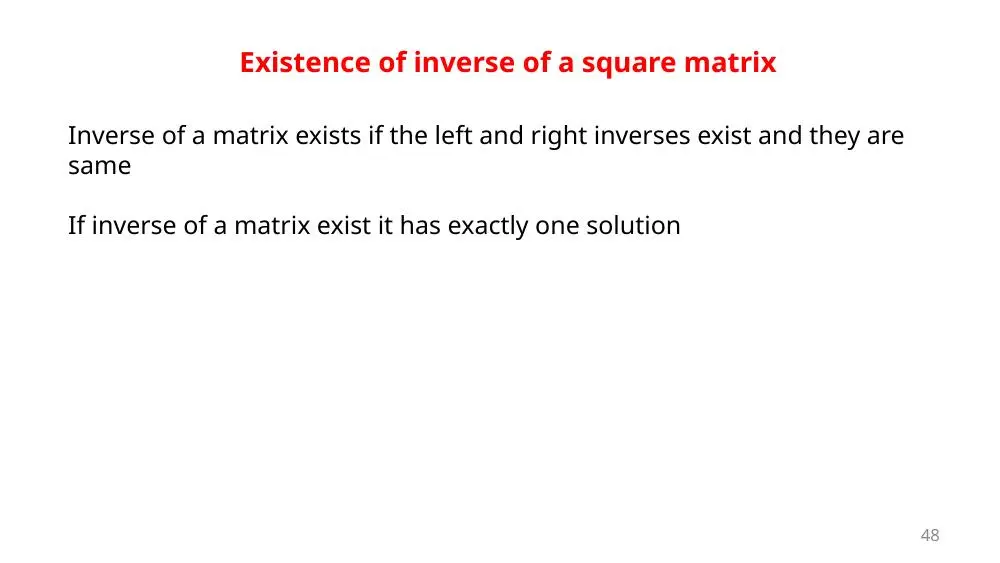 Existence of inverse of a square matrix
Inverse of a matrix exists if the left and right inverses exist and they are
same
If inverse of a matrix exist it has exactly one solution
48